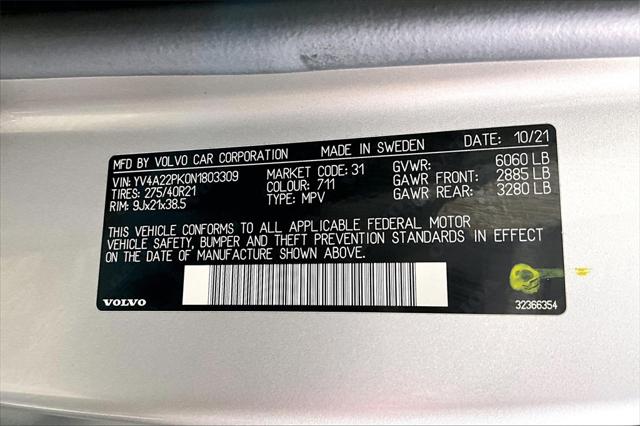 MFD BY VOLVO CAR CORPORATION MADE IN SWEDEN DATE: 10/21
VIN: YV4A22PK0N1803309 MARKET CODE: 31 GVWR: 6060 LB
TIRES: 275/40R21 COLOUR: 711 GAWR FRONT: 2885 LB
RIM: 9Jx21x38.5 TYPE: MPV GAWR REAR: 3280 LB
THIS VEHICLE CONFORMS TO ALL APPLICABLE FEDERAL MOTOR
VEHICLE SAFETY, BUMPER AND THEFT PREVENTION STANDARDS IN EFFECT
ON THE DATE OF MANUFACTURE SHOWN ABOVE.
VOLVO 32366354